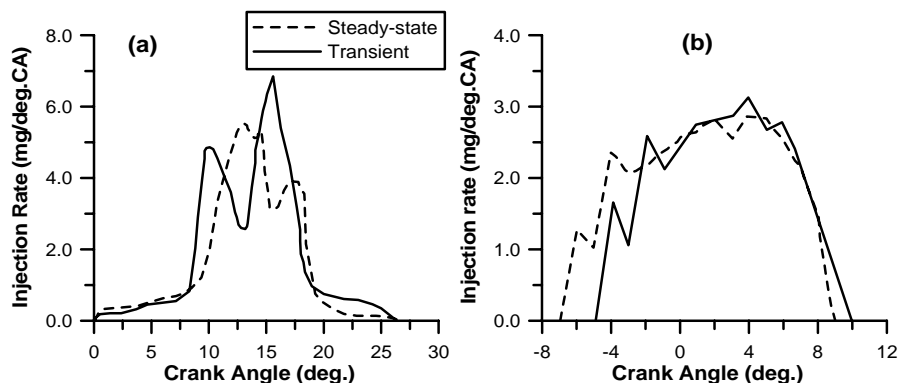 (a)
Steady-state
Transient
Injection Rate (mg/deg.CA)
8.0
6.0
4.0
2.0
0.0
0 5 10 15 20 25 30
Crank Angle (deg.)
(b)
Injection rate (mg/deg.CA)
4.0
3.0
2.0
1.0
0.0
-8 -4 0 4 8 12
Crank Angle (deg.)